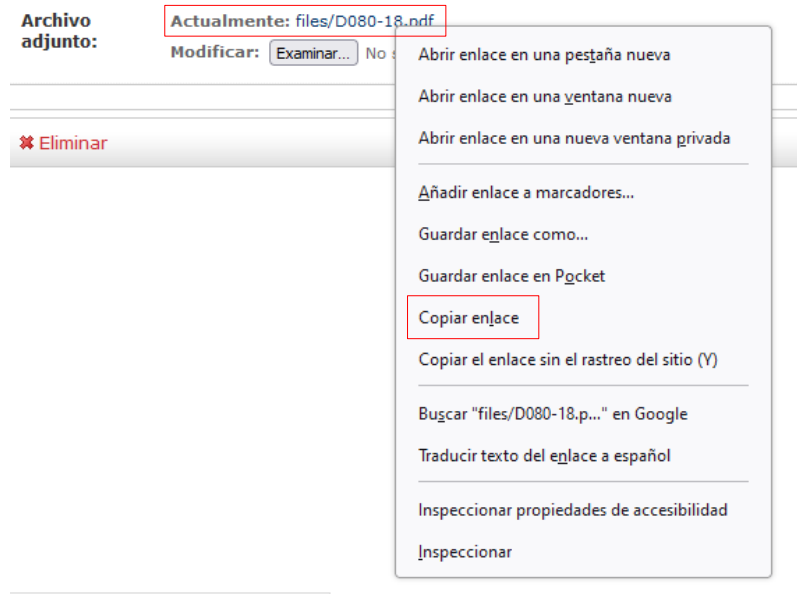 Archivo adjunto:
Actualmente: files/D080-18.pdf
Modificar: Examinar... No
Abrir enlace en una pestaña nueva
Abrir enlace en una ventana nueva
Abrir enlace en una nueva ventana privada
Añadir enlace a marcadores...
Guardar enlace como...
Guardar enlace en Pocket
Copiar enlace
Copiar el enlace sin el rastreo del sitio (Y)
Buscar "files/D080-18.p..." en Google
Traducir texto del enlace a español
Inspeccionar propiedades de accesibilidad
Inspeccionar
Eliminar